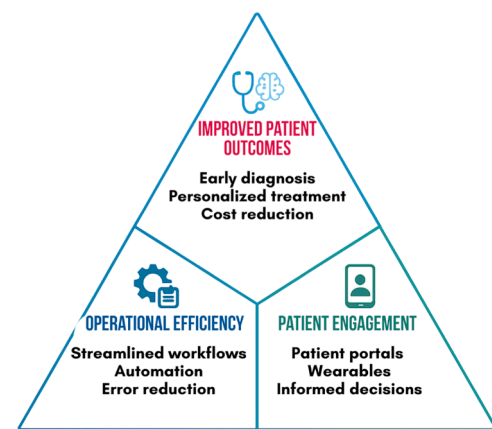 IMPROVED PATIENT
OUTCOMES
Early diagnosis
Personalized treatment
Cost reduction
OPERATIONAL EFFICIENCY
Streamlined workflows
Automation
Error reduction
PATIENT ENGAGEMENT
Patient portals
Wearables
Informed decisions